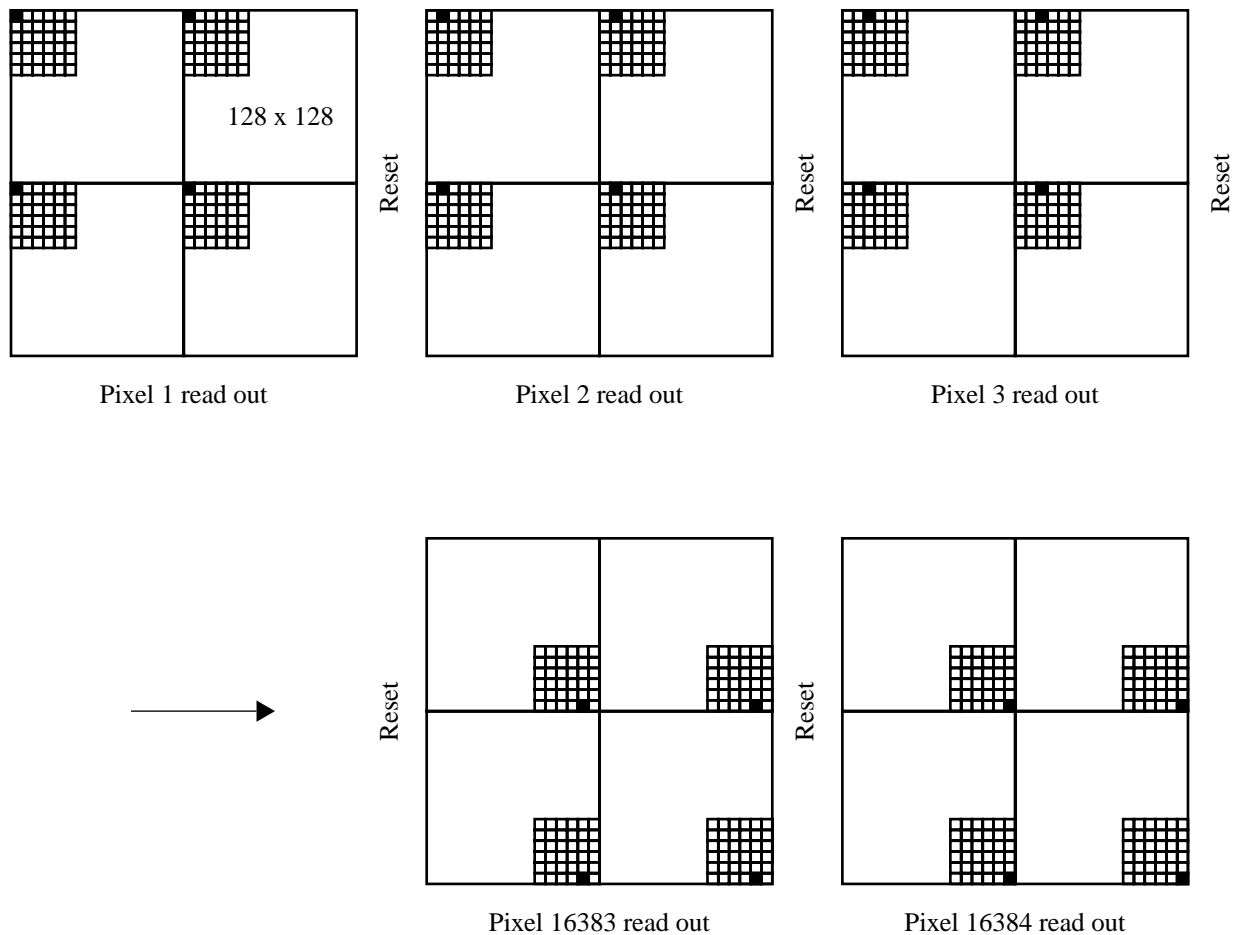 128 x 128
Reset
Reset
Reset
Pixel 1 read out
Pixel 2 read out
Pixel 3 read out
Reset
Reset
Pixel 16383 read out
Pixel 16384 read out